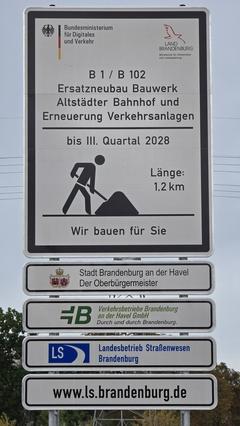 Bundesministerium
für Digitales
und Verkehr
LAND
BRANDENBURG
B 1 / B 102
Ersatzneubau Bauwerk
Altstädter Bahnhof und
Erneuerung Verkehrsanlagen
bis III. Quartal 2028
Länge:
1,2 km
Wir bauen für Sie
Stadt Brandenburg an der Havel
Der Oberbürgermeister
VB
Verkehrsbetriebe Brandenburg
an der Havel GmbH
Durch und durch Brandenburg.
LS
Landesbetrieb Straßenwesen
Brandenburg
www.ls.brandenburg.de